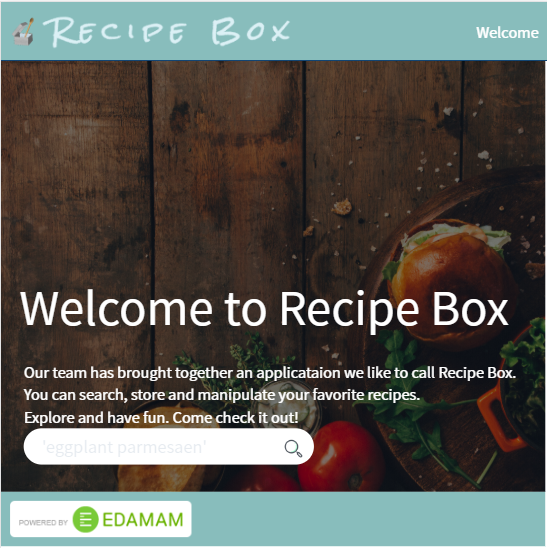 Recipe Box
Welcome
Welcome to Recipe Box
Our team has brought together an applicataion we like to call Recipe Box.
You can search, store and manipulate your favorite recipes.
Explore and have fun. Come check it out!
'eggplant parmesaen'
POWERED BY EDAMAM